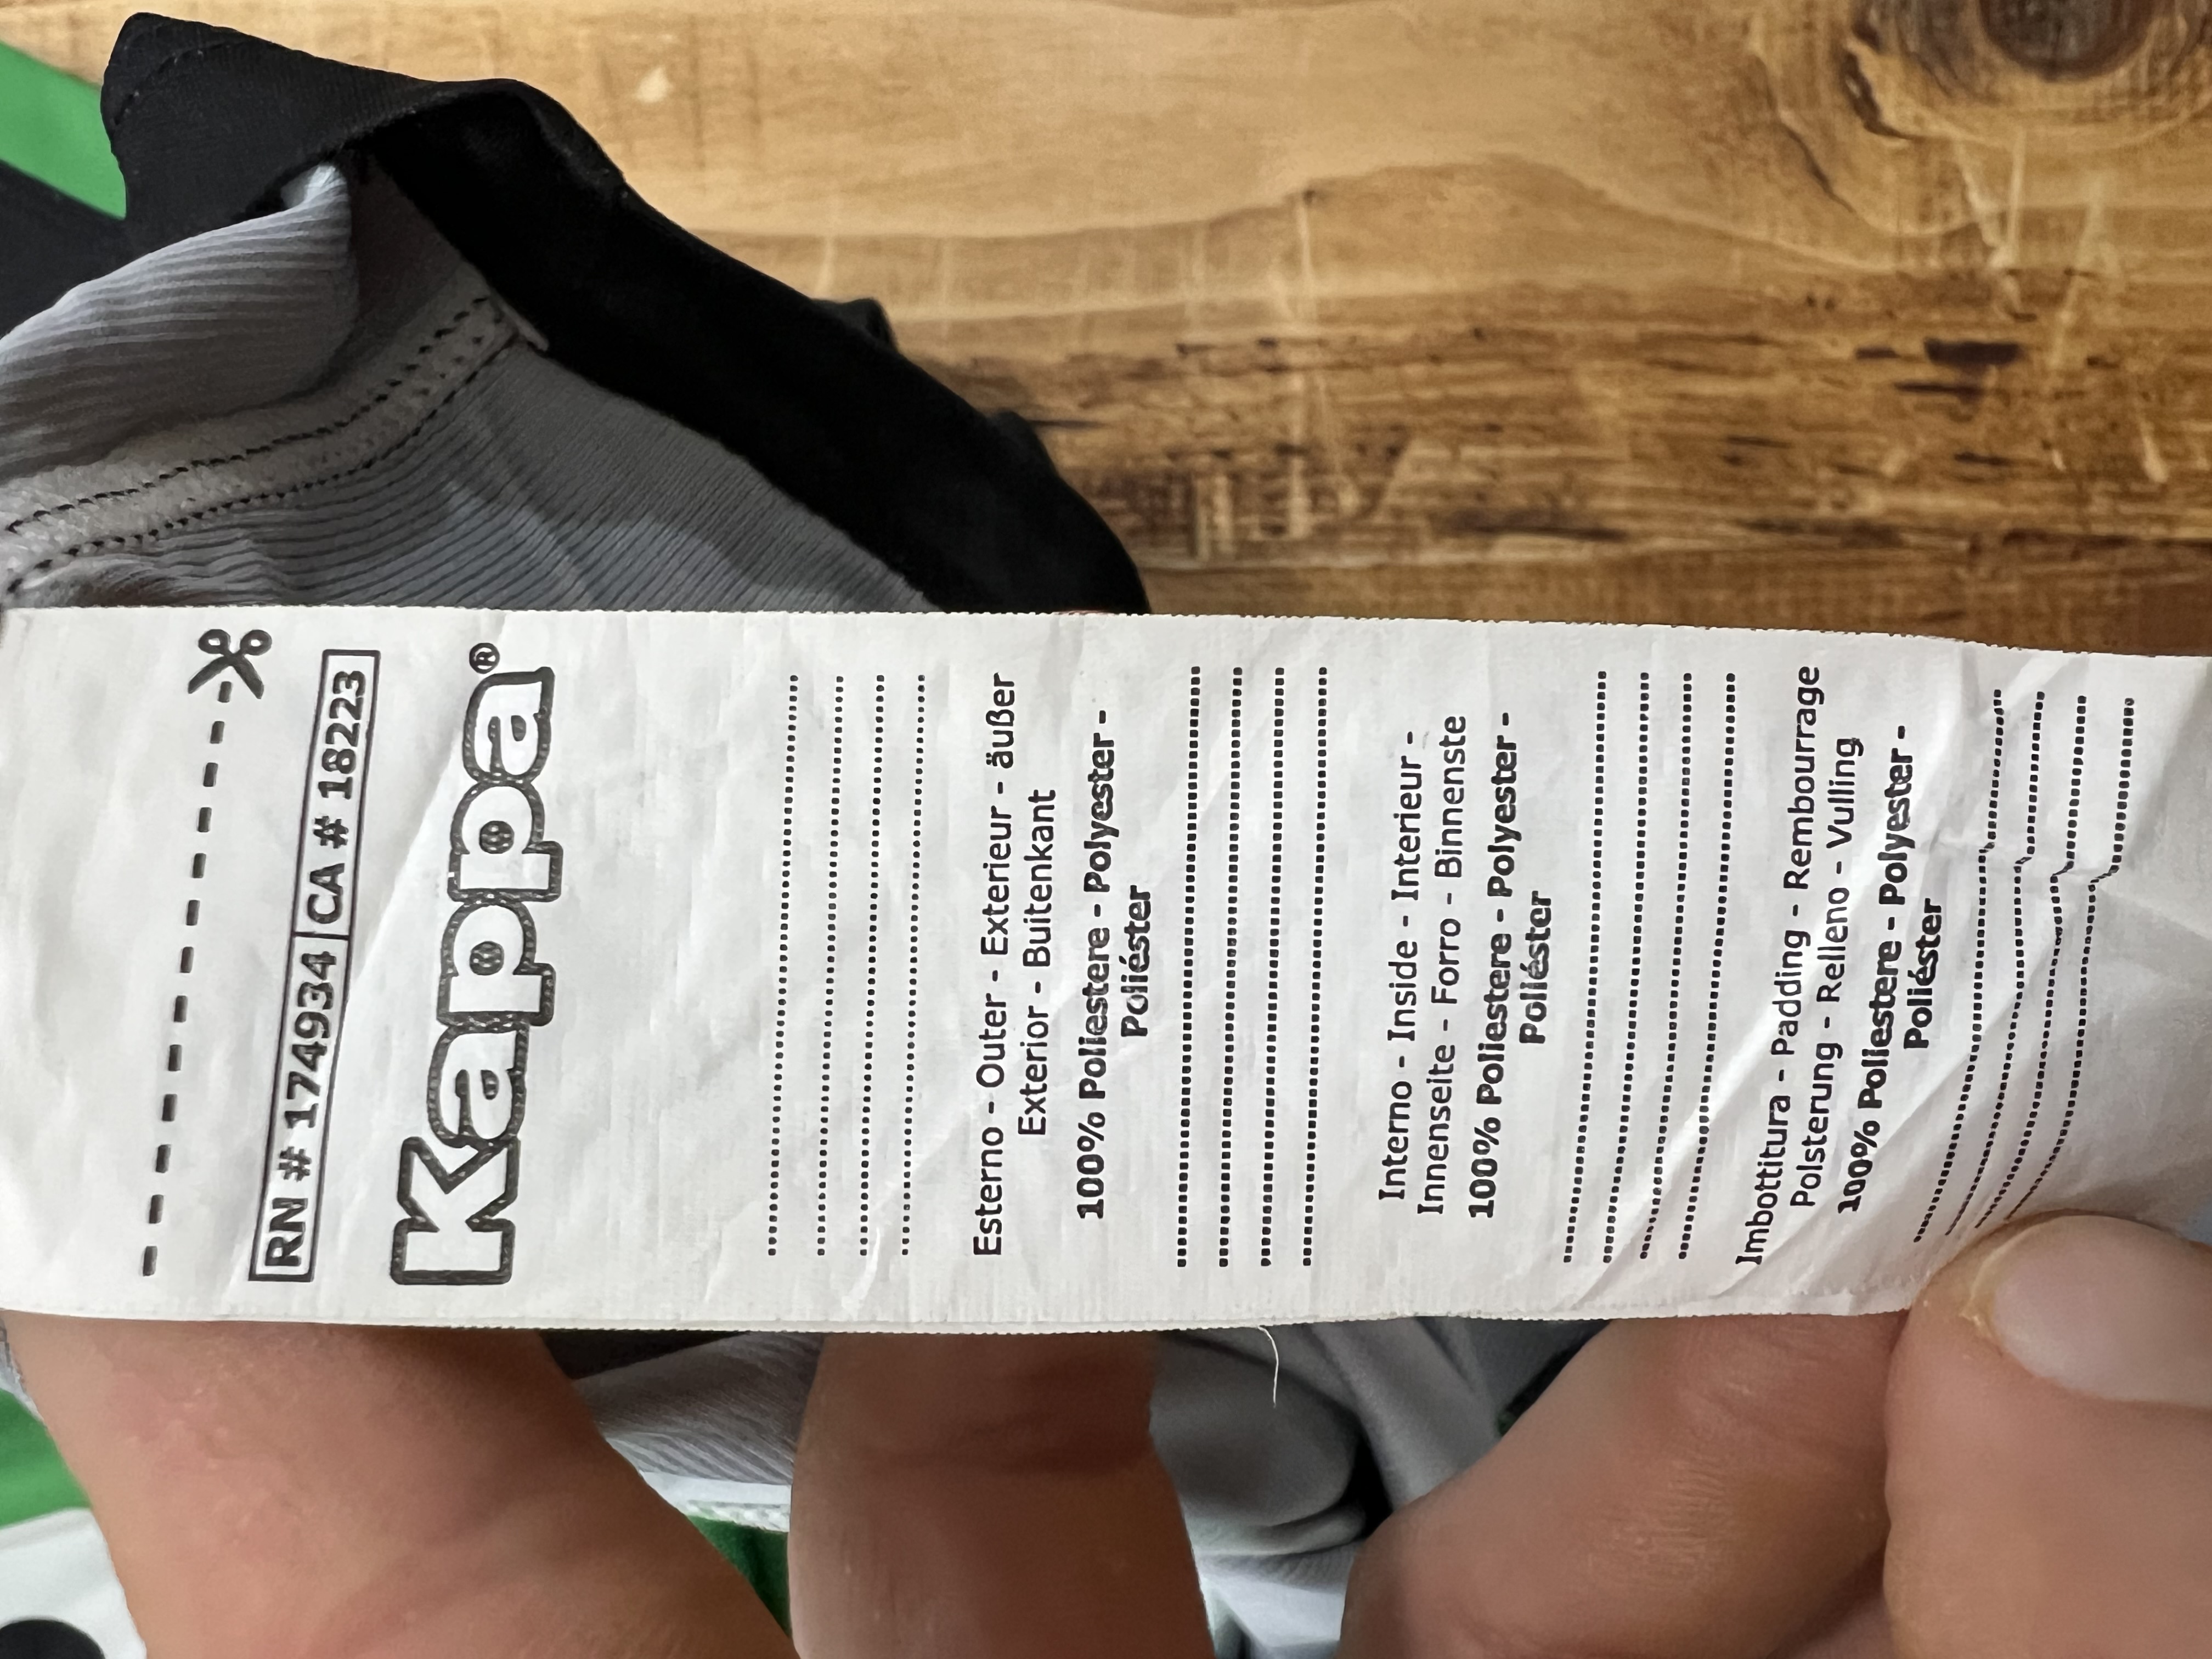 RN # 174934 CA # 18223
Kappa®
Esterno - Outer - Exterieur - äußer
Exterior - Buitenkant
100% Poliestere - Polyester -
Poliéster
Interno - Inside - Interieur -
Innenseite - Forro - Binnenste
100% Poliestere - Polyester -
Poliéster
Imbottitura - Padding - Rembourrage
Polsterung - Relleno - Vulling
100% Poliestere - Polyester -
Poliéster